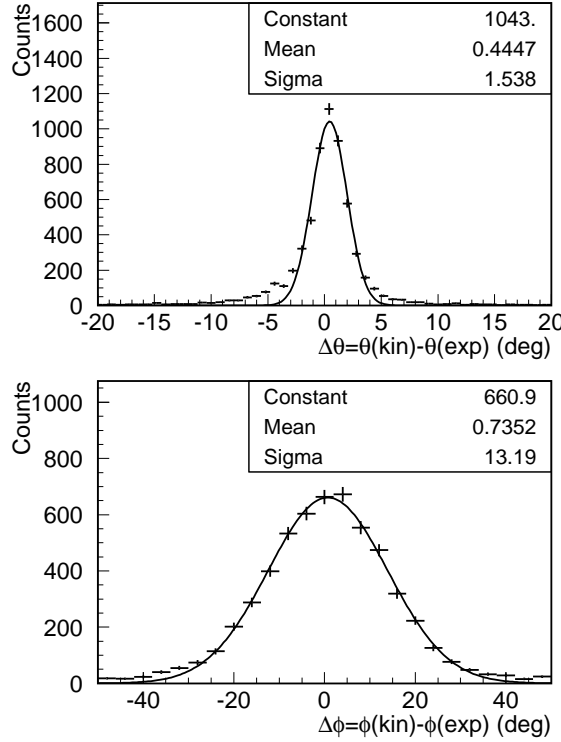 Counts
Constant 1043.
Mean 0.4447
Sigma 1.538
1600
1400
1200
1000
800
600
400
200
0
-20 -15 -10 -5 0 5 10 15 20
Δθ=θ(kin)-θ(exp) (deg)
Counts
Constant 660.9
Mean 0.7352
Sigma 13.19
1000
800
600
400
200
0
-40 -20 0 20 40
Δϕ=ϕ(kin)-ϕ(exp) (deg)